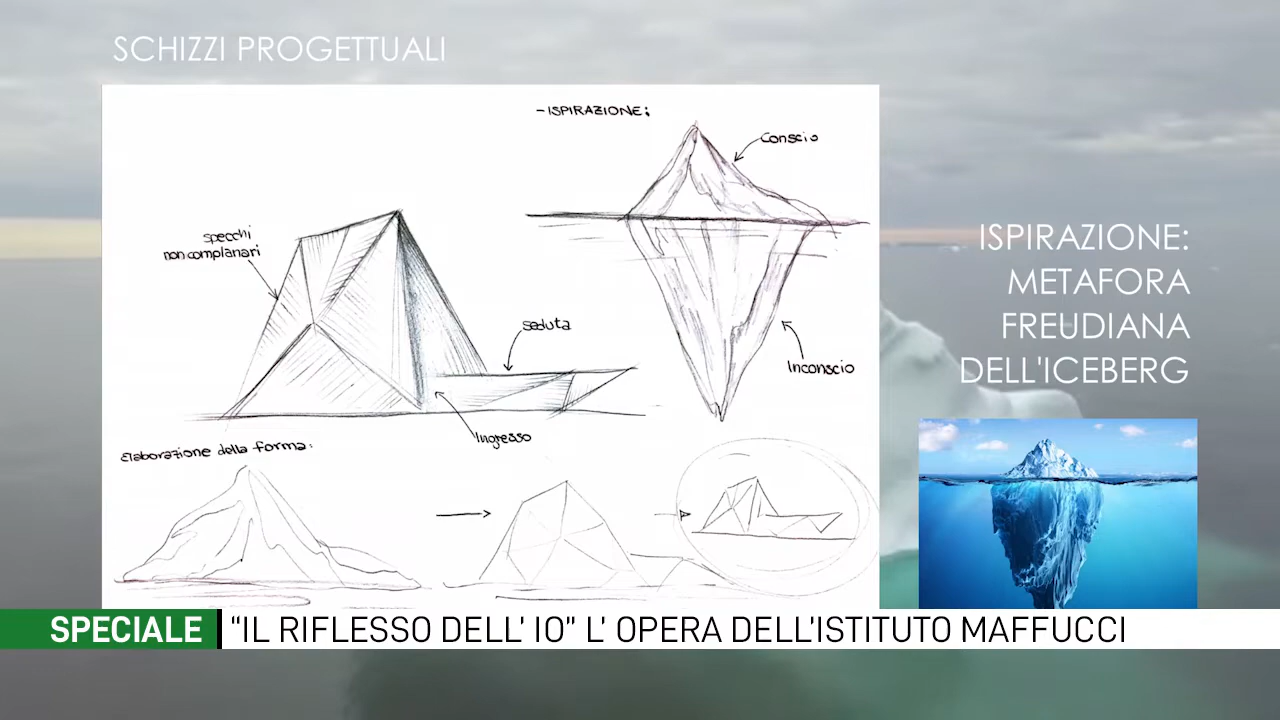 SCHIZZI PROGETTUALI
-ISPIRAZIONE:
Conscio
specchi
non complanari
seduta
Inconscio
Ingresso
Elaborazione della forma:
ISPIRAZIONE:
METAFORA
FREUDIANA
DELL'ICEBERG
SPECIALE
“IL RIFLESSO DELL’ IO” L’ OPERA DELL’ISTITUTO MAFFUCCI